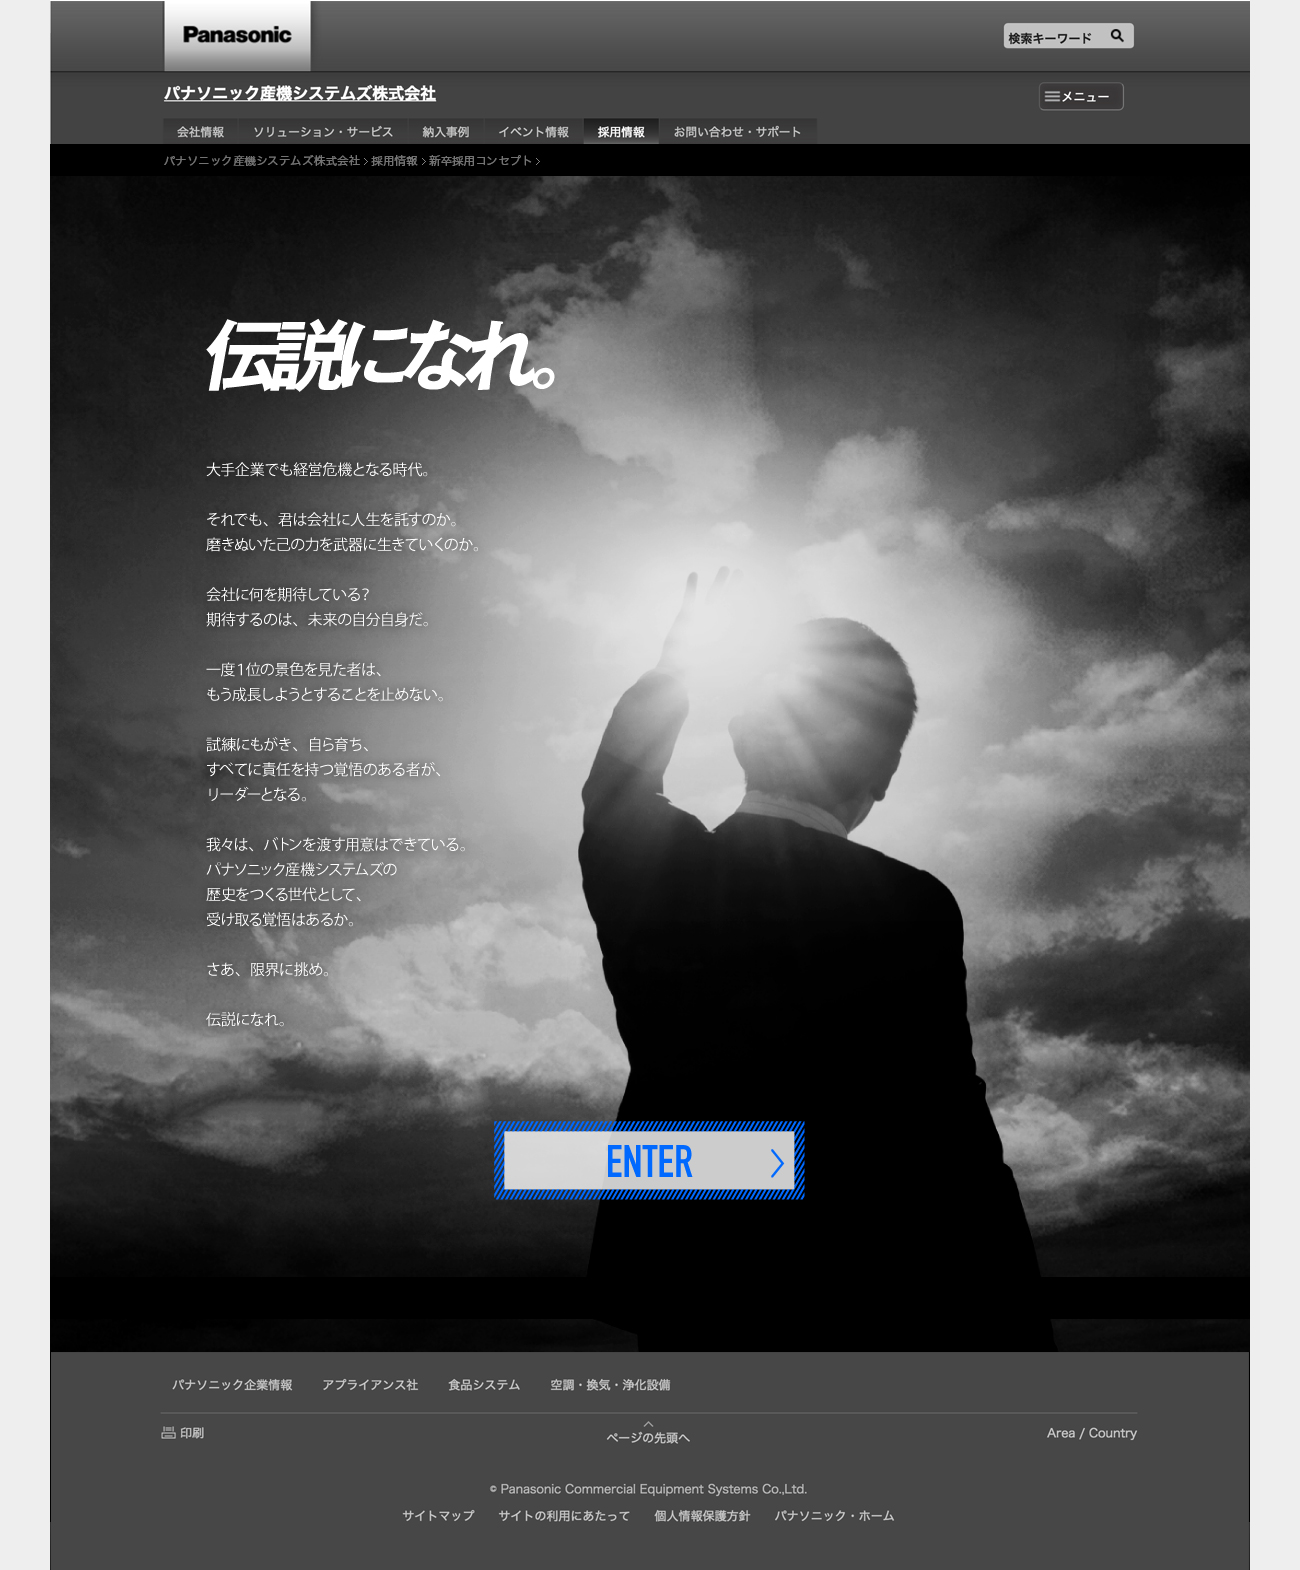 Panasonic
検索キーワード
パナソニック産機システムズ株式会社
メニュー
会社情報 ソリューション・サービス 納入事例 イベント情報 採用情報 お問い合わせ・サポート
パナソニック産機システムズ株式会社 > 採用情報 > 新卒採用コンセプト >
伝説になれ。
大手企業でも経営危機となる時代。
それでも、君は会社に人生を託すのか。
磨きぬいた己の力を武器に生きていくのか。
会社に何を期待している?
期待するのは、未来の自分自身だ。
一度1位の景色を見た者は、
もう成長しようとすることを止めない。
試練にもがき、自ら育ち、
すべてに責任を持つ覚悟のある者が、
リーダーとなる。
我々は、バトンを渡す用意はできている。
パナソニック産機システムズの
歴史をつくる世代として、
受け取る覚悟はあるか。
さあ、限界に挑め。
伝説になれ。
ENTER
パナソニック企業情報 アプライアンス社 食品システム 空調・換気・浄化設備
印刷
ページの先頭へ
Area / Country
© Panasonic Commercial Equipment Systems Co.,Ltd.
サイトマップ サイトの利用にあたって 個人情報保護方針 パナソニック・ホーム